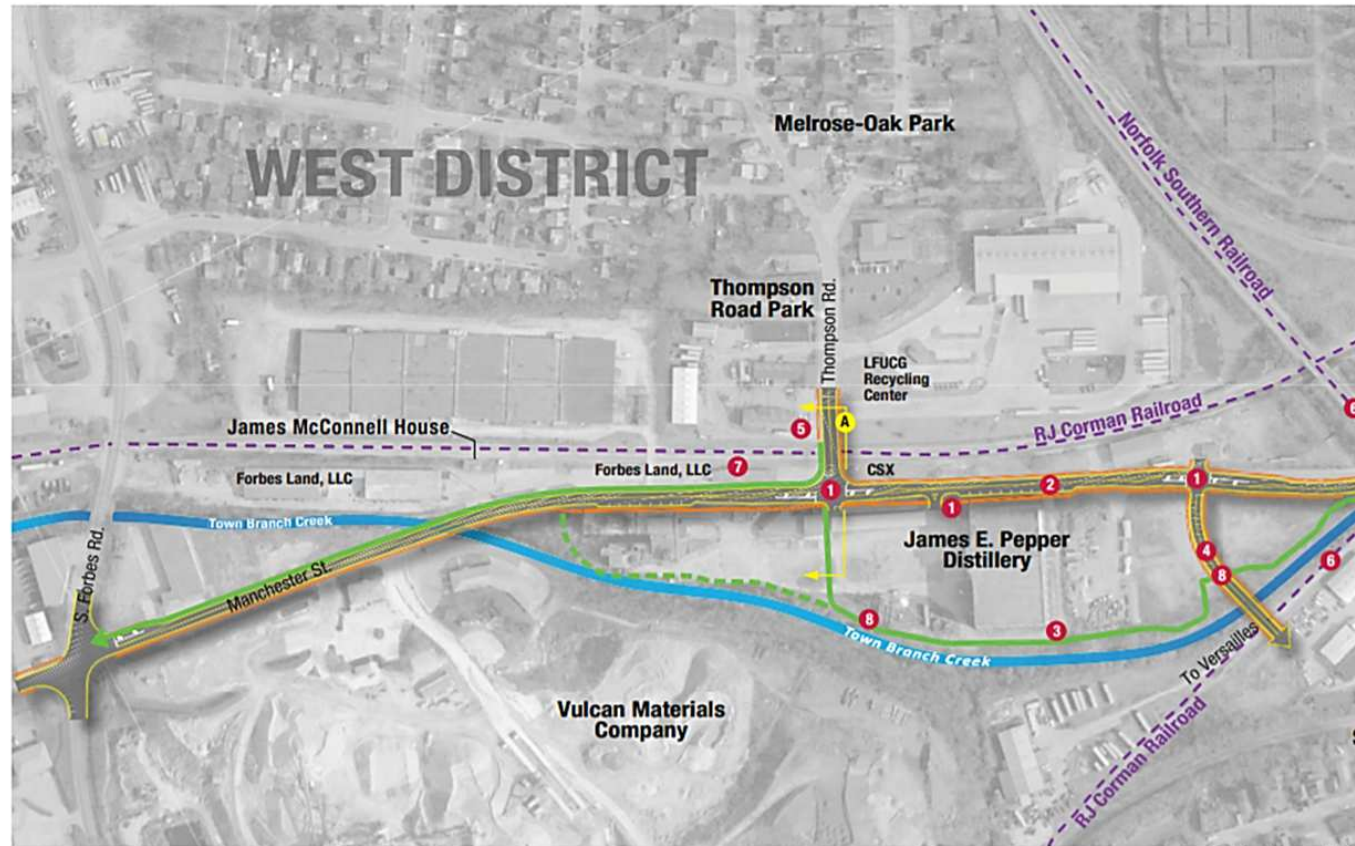 Melrose-Oak Park
WEST DISTRICT
Norfolk Southern Railroad
Thompson
Road Park
Thompson Rd.
LFUCG
Recycling
Center
6
A
RJ Corman Railroad
James McConnell House
5
7
Forbes Land, LLC
CSX
Forbes Land, LLC
1
2
1
1
Town Branch Creek
S. Forbes Rd.
Manchester St.
James E. Pepper
Distillery
4
8
6
8
3
Town Branch Creek
To Versailles
Vulcan Materials
Company
RJ Corman Railroad